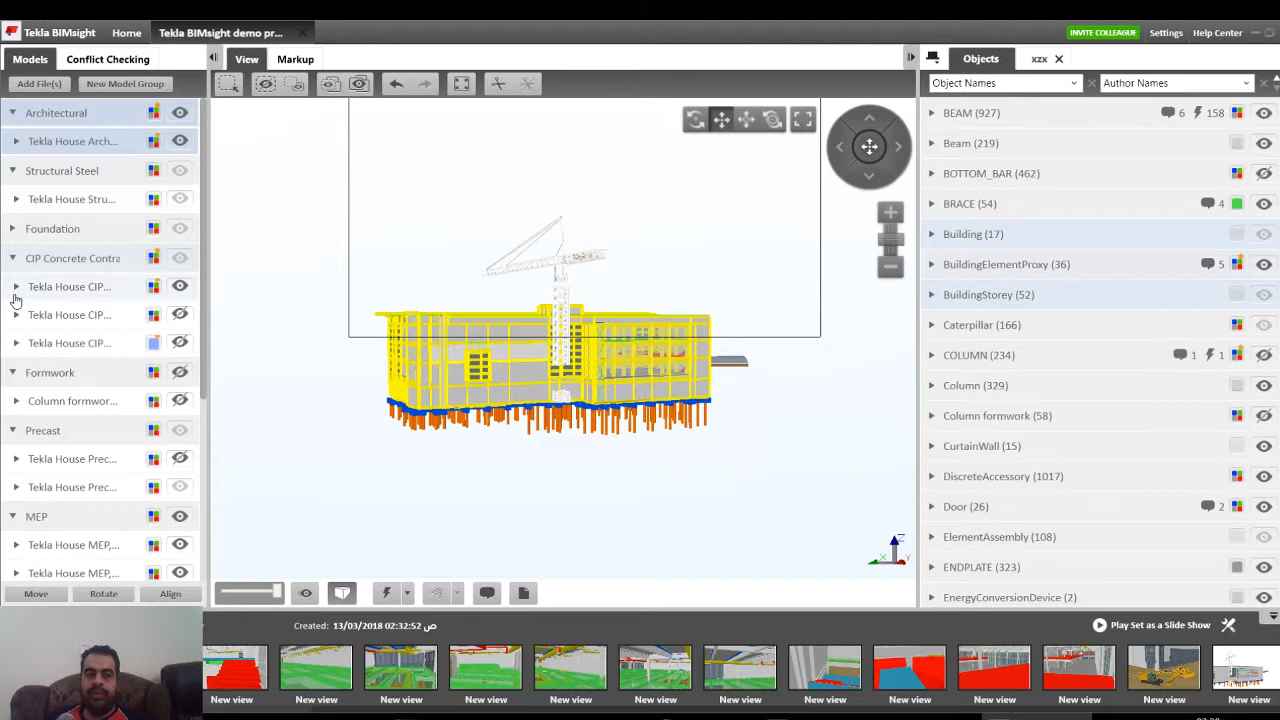 Tekla BIMsight
Home
Tekla BIMsight demo pr...
INVITE COLLEAGUE
Settings
Help Center
Models
Conflict Checking
View
Markup
Objects
xzx
Add File(s)
New Model Group
Object Names
Author Names
Architectural
Tekla House Arch...
Structural Steel
Tekla House Stru...
Foundation
CIP Concrete Contra
Tekla House CIP...
Tekla House CIP...
Tekla House CIP...
Formwork
Column formwor...
Precast
Tekla House Prec...
Tekla House Prec...
MEP
Tekla House MEP,...
Tekla House MEP,...
Move
Rotate
Align
Z
X
Y
BEAM (927)
6
158
Beam (219)
BOTTOM_BAR (462)
BRACE (54)
4
Building (17)
BuildingElementProxy (36)
5
BuildingStorey (52)
Caterpillar (166)
COLUMN (234)
1
1
Column (329)
Column formwork (58)
CurtainWall (15)
DiscreteAccessory (1017)
Door (26)
2
ElementAssembly (108)
ENDPLATE (323)
EnergyConversionDevice (2)
Created: 13/03/2018 02:32:52 ص
Play Set as a Slide Show
New view
New view
New view
New view
New view
New view
New view
New view
New view
New view
New view
New view
New view